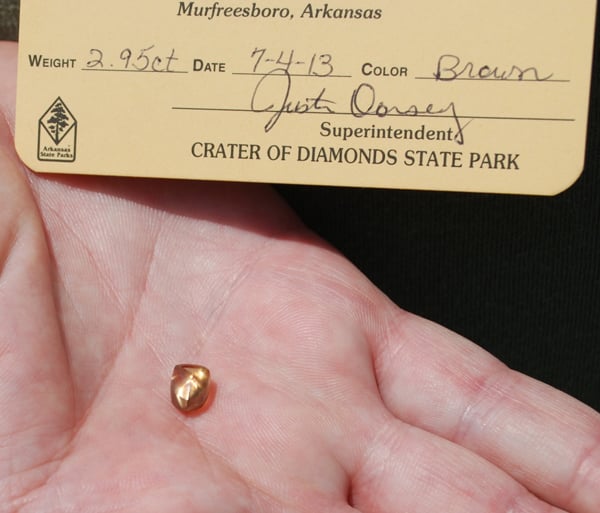 Murfreesboro, Arkansas
WEIGHT 2.95ct DATE 7-4-13 COLOR Brown
Justin Dorsey
Superintendent
Arkansas
State Parks
CRATER OF DIAMONDS STATE PARK